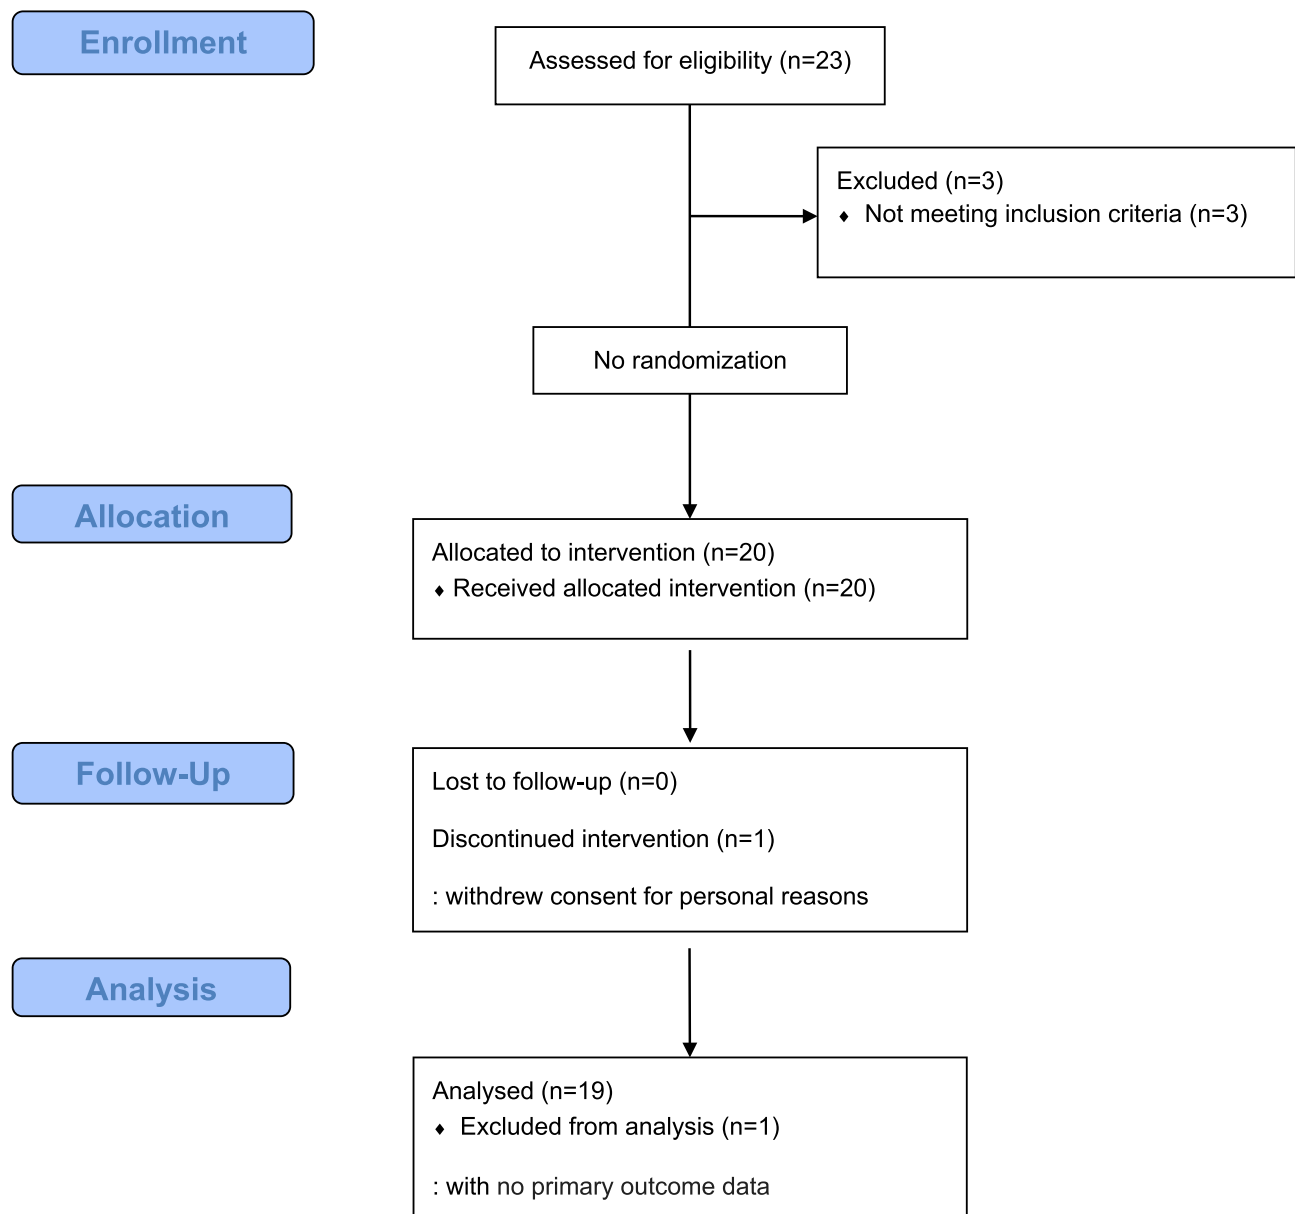 Enrollment
Assessed for eligibility (n=23)
Excluded (n=3)
♦ Not meeting inclusion criteria (n=3)
No randomization
Allocation
Allocated to intervention (n=20)
♦ Received allocated intervention (n=20)
Follow-Up
Lost to follow-up (n=0)
Discontinued intervention (n=1)
: withdrew consent for personal reasons
Analysis
Analysed (n=19)
♦ Excluded from analysis (n=1)
: with no primary outcome data